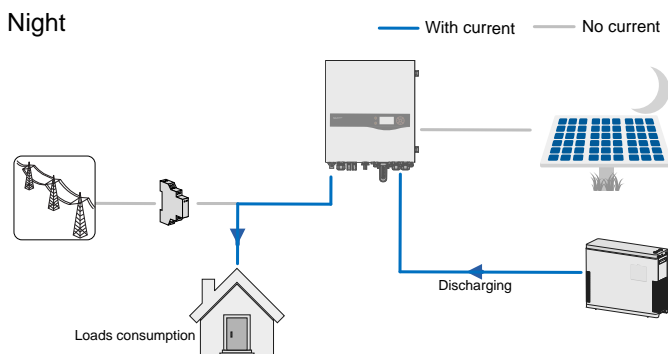 Night
With current
No current
Discharging
Loads consumption